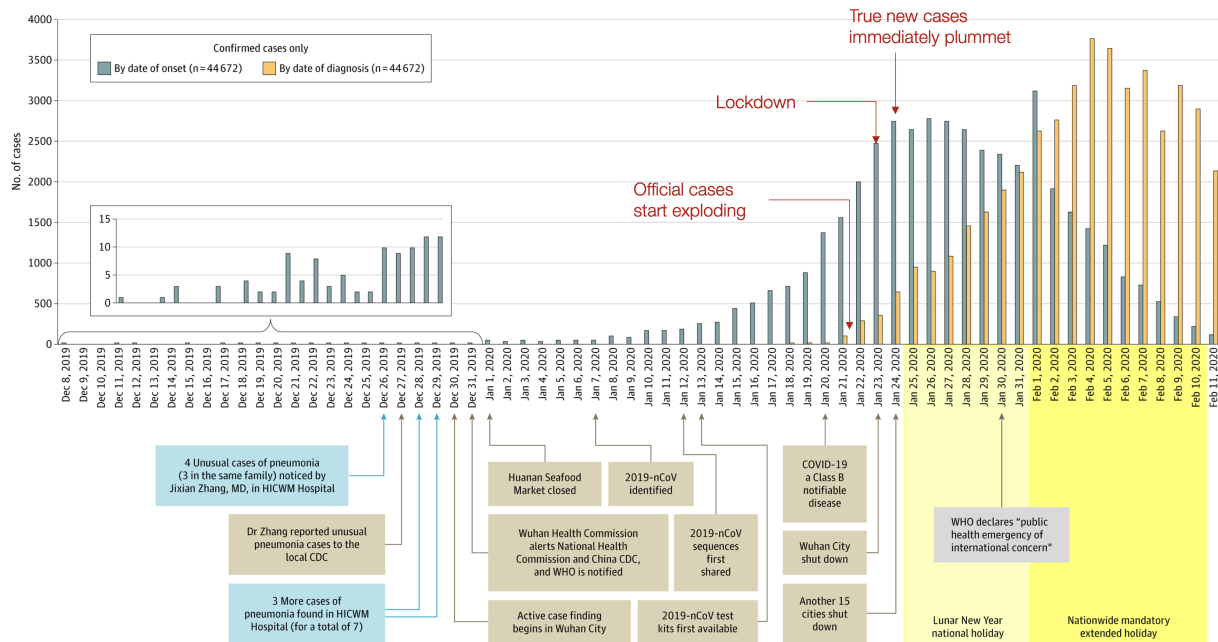 4000
3500
3000
2500
2000
1500
1000
500
0
No. of cases
Confirmed cases only
By date of onset (n = 44 672)
By date of diagnosis (n = 44 672)
True new cases
immediately plummet
Lockdown
Official cases
start exploding
15
10
5
0
Dec 8, 2019
Dec 9, 2019
Dec 10, 2019
Dec 11, 2019
Dec 12, 2019
Dec 13, 2019
Dec 14, 2019
Dec 15, 2019
Dec 16, 2019
Dec 17, 2019
Dec 18, 2019
Dec 19, 2019
Dec 20, 2019
Dec 21, 2019
Dec 22, 2019
Dec 23, 2019
Dec 24, 2019
Dec 25, 2019
Dec 26, 2019
Dec 27, 2019
Dec 28, 2019
Dec 29, 2019
Dec 30, 2019
Dec 31, 2019
Jan 1, 2020
Jan 2, 2020
Jan 3, 2020
Jan 4, 2020
Jan 5, 2020
Jan 6, 2020
Jan 7, 2020
Jan 8, 2020
Jan 9, 2020
Jan 10, 2020
Jan 11, 2020
Jan 12, 2020
Jan 13, 2020
Jan 14, 2020
Jan 15, 2020
Jan 16, 2020
Jan 17, 2020
Jan 18, 2020
Jan 19, 2020
Jan 20, 2020
Jan 21, 2020
Jan 22, 2020
Jan 23, 2020
Jan 24, 2020
Jan 25, 2020
Jan 26, 2020
Jan 27, 2020
Jan 28, 2020
Jan 29, 2020
Jan 30, 2020
Jan 31, 2020
Feb 1, 2020
Feb 2, 2020
Feb 3, 2020
Feb 4, 2020
Feb 5, 2020
Feb 6, 2020
Feb 7, 2020
Feb 8, 2020
Feb 9, 2020
Feb 10, 2020
Feb 11, 2020
4 Unusual cases of pneumonia
(3 in the same family) noticed by
Jixian Zhang, MD, in HICWM
Hospital
Dr Zhang reported unusual
pneumonia cases to the
local CDC
3 More cases of
pneumonia found in HICWM
Hospital (for a total of 7)
Huanan Seafood
Market closed
2019-nCoV
identified
Wuhan Health Commission
alerts National Health
Commission and China CDC,
and WHO is notified
2019-nCoV
sequences
first
shared
Active case finding
begins in Wuhan City
2019-nCoV test
kits first available
COVID-19
a Class B
notifiable
disease
Wuhan City
shut down
Another 15
cities shut
down
WHO declares "public
health emergency of
international concern"
Lunar New Year
national holiday
Nationwide mandatory
extended holiday